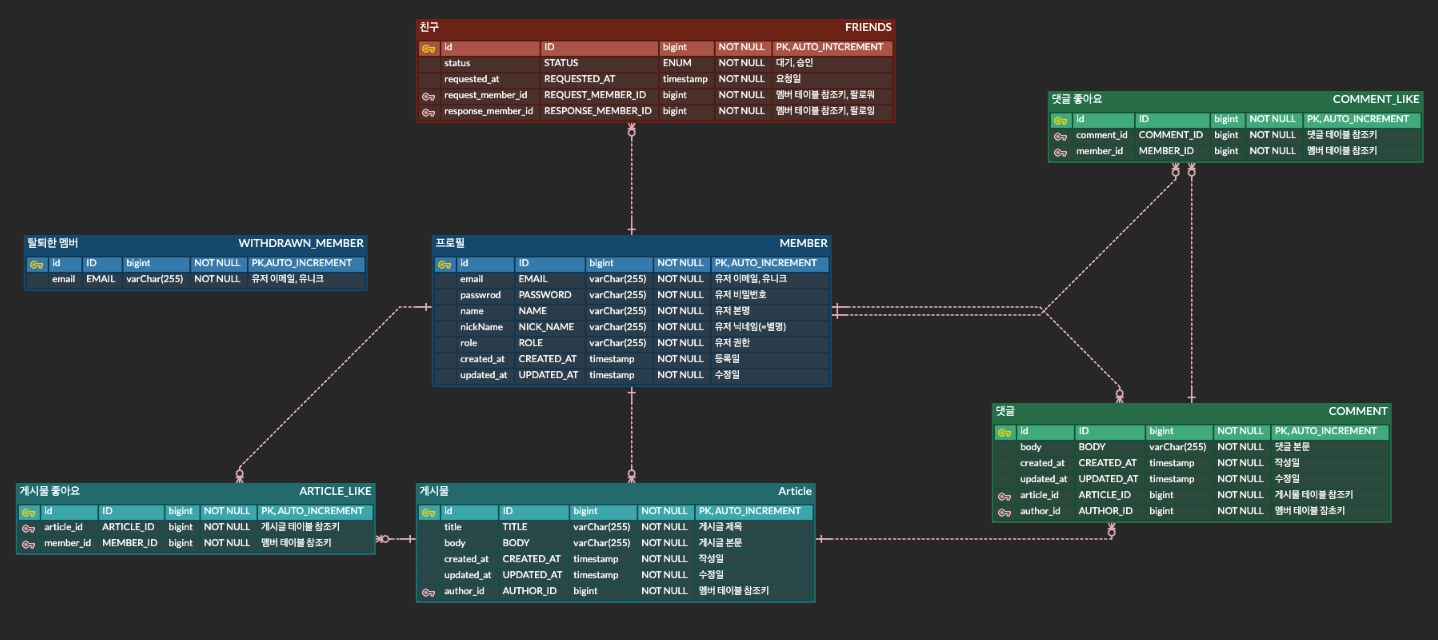 친구 FRIENDS
id ID bigint NOT NULL PK, AUTO_INTCREMENT
status STATUS ENUM NOT NULL 대기, 승인
requested_at REQUESTED_AT timestamp NOT NULL 요청일
request_member_id REQUEST_MEMBER_ID bigint NOT NULL 멤버 테이블 참조키, 팔로워
response_member_id RESPONSE_MEMBER_ID bigint NOT NULL 멤버 테이블 참조키, 팔로잉
댓글 좋아요 COMMENT_LIKE
id ID bigint NOT NULL PK, AUTO_INCREMENT
comment_id COMMENT_ID bigint NOT NULL 댓글 테이블 참조키
member_id MEMBER_ID bigint NOT NULL 멤버 테이블 참조키
탈퇴한 멤버 WITHDRAWN_MEMBER
id ID bigint NOT NULL PK,AUTO_INCREMENT
email EMAIL varChar(255) NOT NULL 유저 이메일, 유니크
프로필 MEMBER
id ID bigint NOT NULL PK, AUTO_INCREMENT
email EMAIL varChar(255) NOT NULL 유저 이메일, 유니크
passwrod PASSWORD varChar(255) NOT NULL 유저 비밀번호
name NAME varChar(255) NOT NULL 유저 본명
nickName NICK_NAME varChar(255) NOT NULL 유저 닉네임(=별명)
role ROLE varChar(255) NOT NULL 유저 권한
created_at CREATED_AT timestamp NOT NULL 등록일
updated_at UPDATED_AT timestamp NOT NULL 수정일
댓글 COMMENT
id ID bigint NOT NULL PK, AUTO_INCREMENT
body BODY varChar(255) NOT NULL 댓글 본문
created_at CREATED_AT timestamp NOT NULL 작성일
updated_at UPDATED_AT timestamp NOT NULL 수정일
article_id ARTICLE_ID bigint NOT NULL 게시물 테이블 참조키
author_id AUTHOR_ID bigint NOT NULL 멤버 테이블 참초키
게시물 좋아요 ARTICLE_LIKE
id ID bigint NOT NULL PK, AUTO_INCREMENT
article_id ARTICLE_ID bigint NOT NULL 게시글 테이블 참조키
member_id MEMBER_ID bigint NOT NULL 멤버 테이블 참조키
게시물 Article
id ID bigint NOT NULL PK, AUTO_INCREMENT
title TITLE varChar(255) NOT NULL 게시글 제목
body BODY varChar(255) NOT NULL 게시글 본문
created_at CREATED_AT timestamp NOT NULL 작성일
updated_at UPDATED_AT timestamp NOT NULL 수정일
author_id AUTHOR_ID bigint NOT NULL 멤버 테이블 참조키